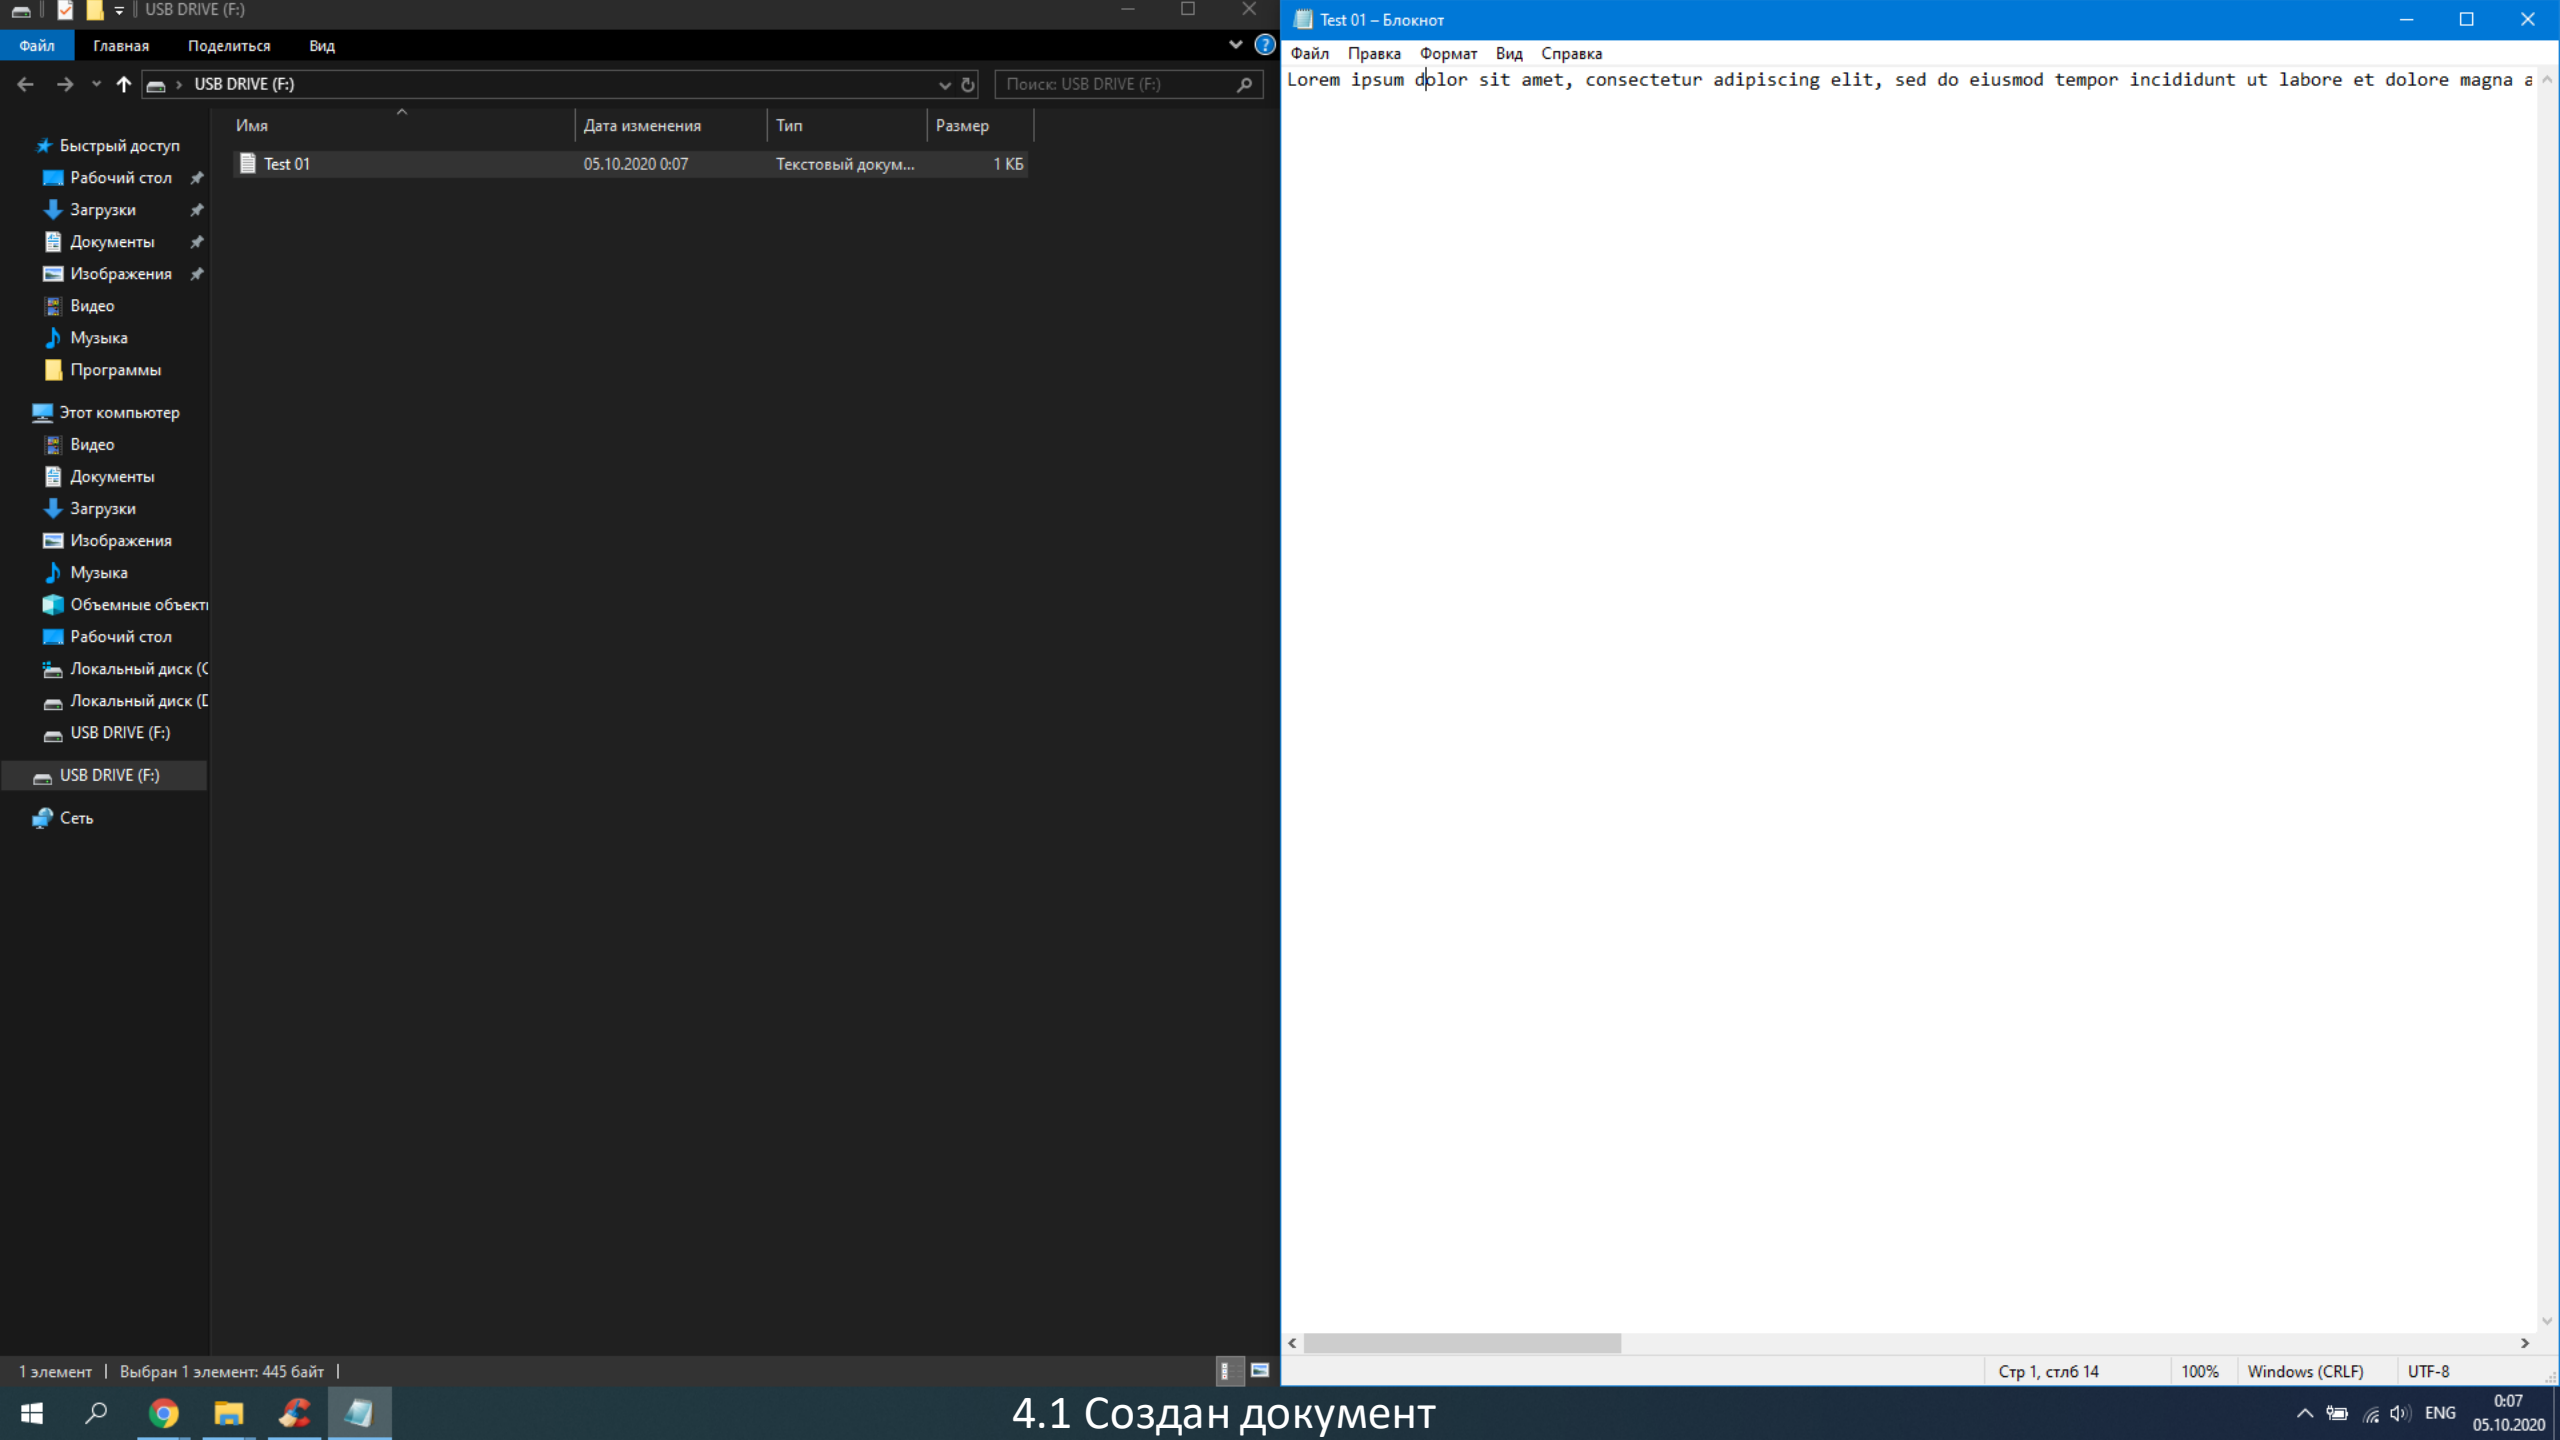 USB DRIVE (F:)
Файл Главная Поделиться Вид
USB DRIVE (F:)
Поиск: USB DRIVE (F:)
Имя Дата изменения Тип Размер
Test 01 05.10.2020 0:07 Текстовый докум... 1 КБ
Быстрый доступ
Рабочий стол
Загрузки
Документы
Изображения
Видео
Музыка
Программы
Этот компьютер
Видео
Документы
Загрузки
Изображения
Музыка
Объемные объекты
Рабочий стол
Локальный диск (C
Локальный диск (D
USB DRIVE (F:)
USB DRIVE (F:)
Сеть
1 элемент Выбран 1 элемент: 445 байт
Test 01 – Блокнот
Файл Правка Формат Вид Справка
Lorem ipsum dolor sit amet, consectetur adipiscing elit, sed do eiusmod tempor incididunt ut labore et dolore magna a
Стр 1, стлб 14 100% Windows (CRLF) UTF-8
4.1 Создан документ
ENG
0:07
05.10.2020